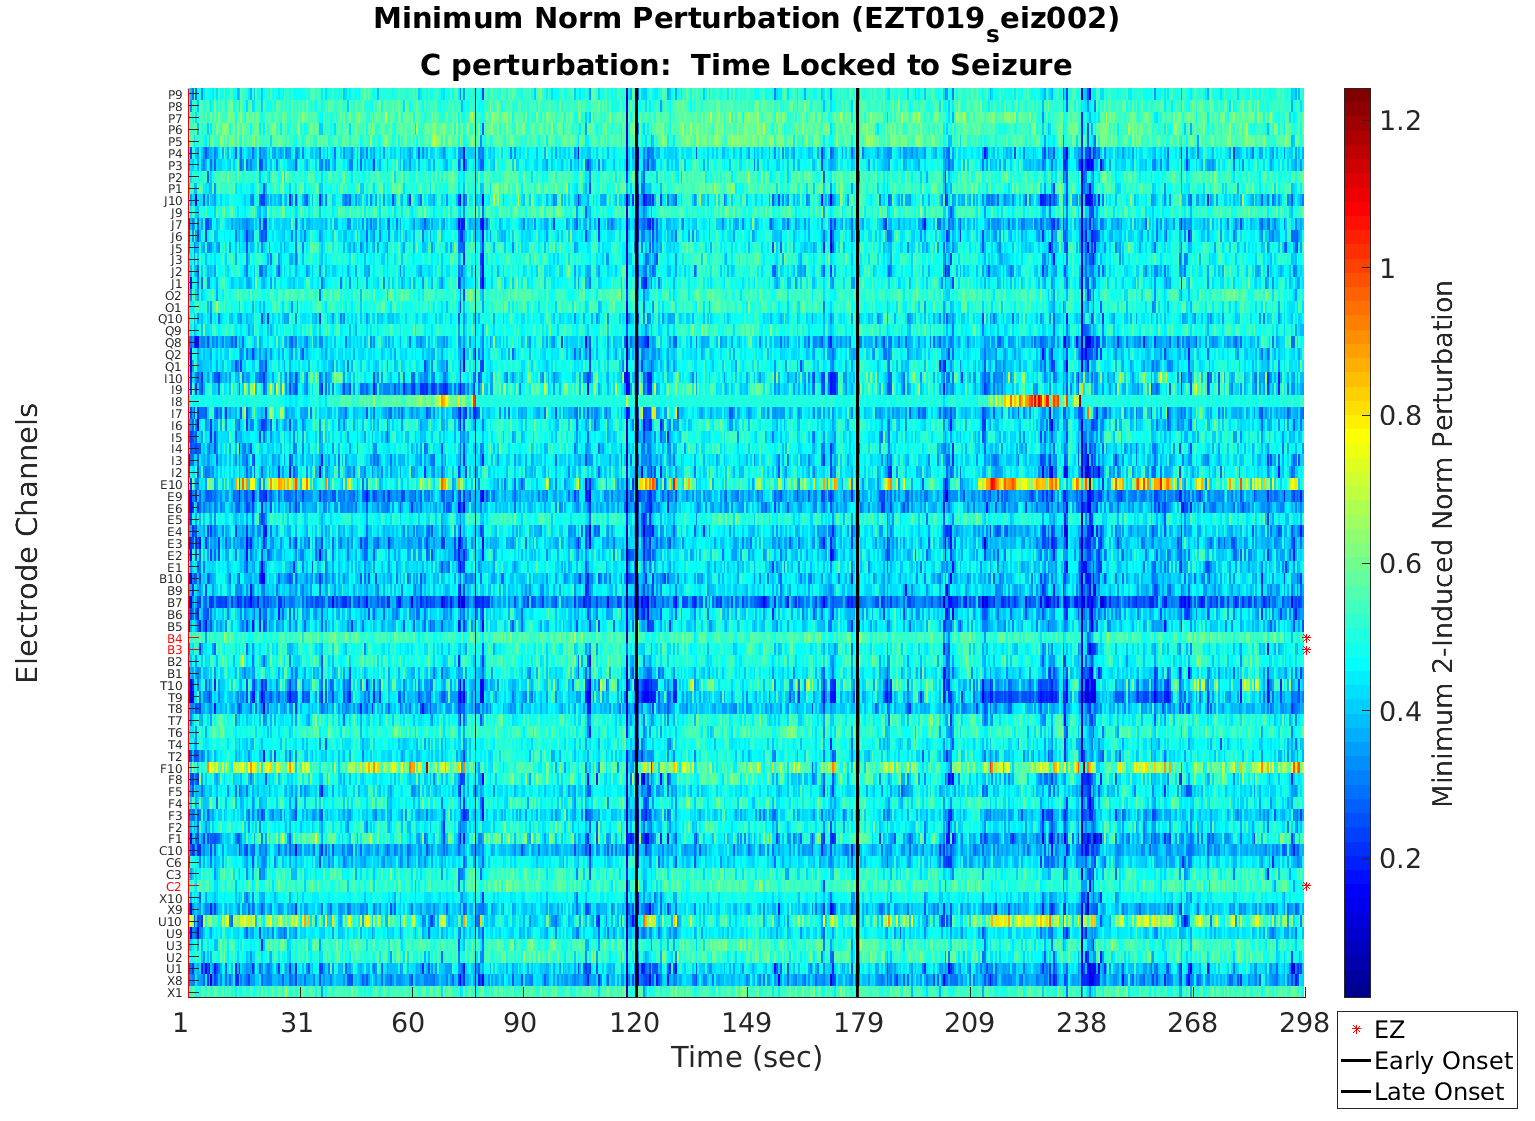 Minimum Norm Perturbation (EZT019seiz002)
C perturbation:  Time Locked to Seizure
Electrode Channels
P9
P8
P7
P6
P5
P4
P3
P2
P1
J10
J9
J7
J6
J5
J3
J2
J1
O2
O1
Q10
Q9
Q8
Q2
Q1
I10
I9
I8
I7
I6
I5
I4
I3
I2
E10
E9
E6
E5
E4
E3
E2
E1
B10
B9
B7
B6
B5
B4
B3
B2
B1
T10
T9
T8
T7
T6
T4
T2
F10
F8
F5
F4
F3
F2
F1
C10
C6
C3
C2
X10
X9
U10
U9
U3
U2
U1
X8
X1
1 31 60 90 120 149 179 209 238 268 298
Time (sec)
1.2
1
0.8
0.6
0.4
0.2
Minimum 2-Induced Norm Perturbation
EZ
Early Onset
Late Onset